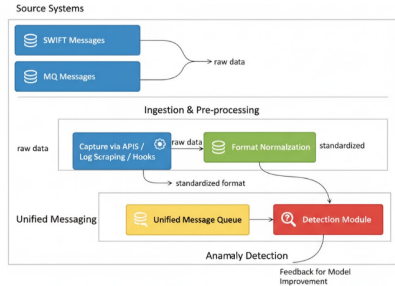 Source Systems
SWIFT Messages
MQ Messages
raw data
Ingestion & Pre-processing
raw data
Capture via APIS /
Log Scraping / Hooks
raw data
Format Normalzation
standardized
standardized format
Unified Messaging
Unified Message Queue
Detection Module
Anamaly Detection
Feedback for Model
Improvement